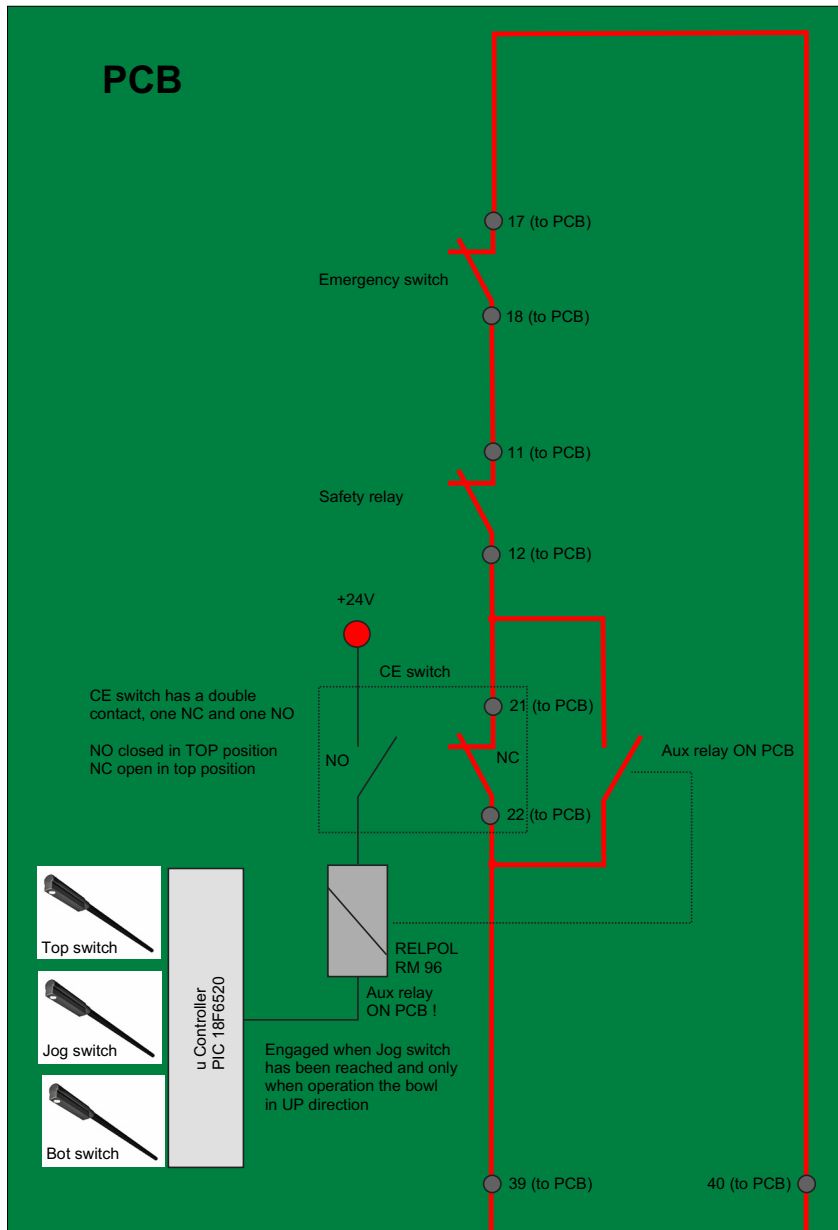 PCB
17 (to PCB)
Emergency switch
18 (to PCB)
11 (to PCB)
Safety relay
12 (to PCB)
+24V
CE switch
CE switch has a double
contact, one NC and one NO
NO closed in TOP position
NC open in top position
21 (to PCB)
NO
NC
Aux relay ON PCB
22 (to PCB)
Top switch
Jog switch
Bot switch
u Controller
PIC 18F6520
RELPOL
RM 96
Aux relay
ON PCB !
Engaged when Jog switch
has been reached and only
when operation the bowl
in UP direction
39 (to PCB)
40 (to PCB)